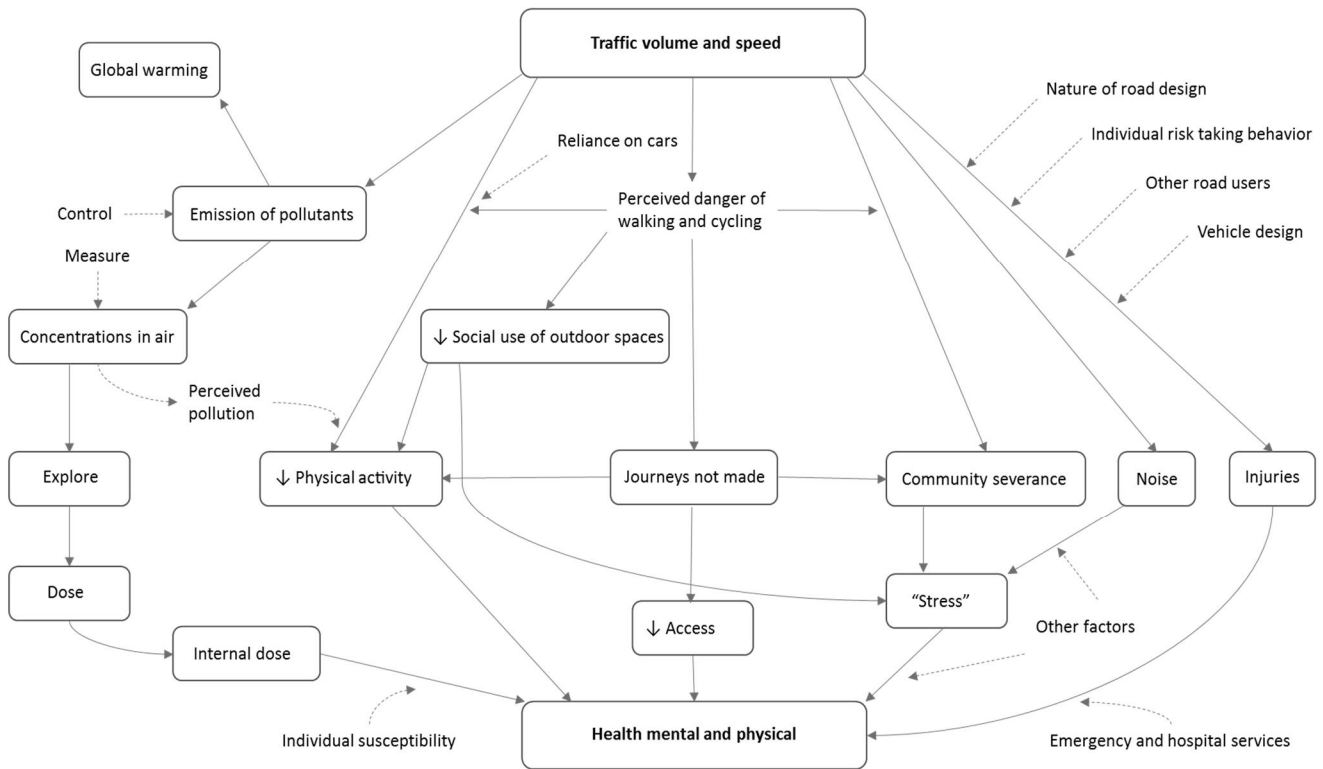 Traffic volume and speed
Global warming
Nature of road design
Individual risk taking behavior
Reliance on cars
Other road users
Control
Emission of pollutants
Perceived danger of
walking and cycling
Vehicle design
Measure
Concentrations in air
↓ Social use of outdoor spaces
Perceived
pollution
Explore
↓ Physical activity
Journeys not made
Community severance
Noise
Injuries
Dose
“Stress”
↓ Access
Other factors
Internal dose
Individual susceptibility
Health mental and physical
Emergency and hospital services